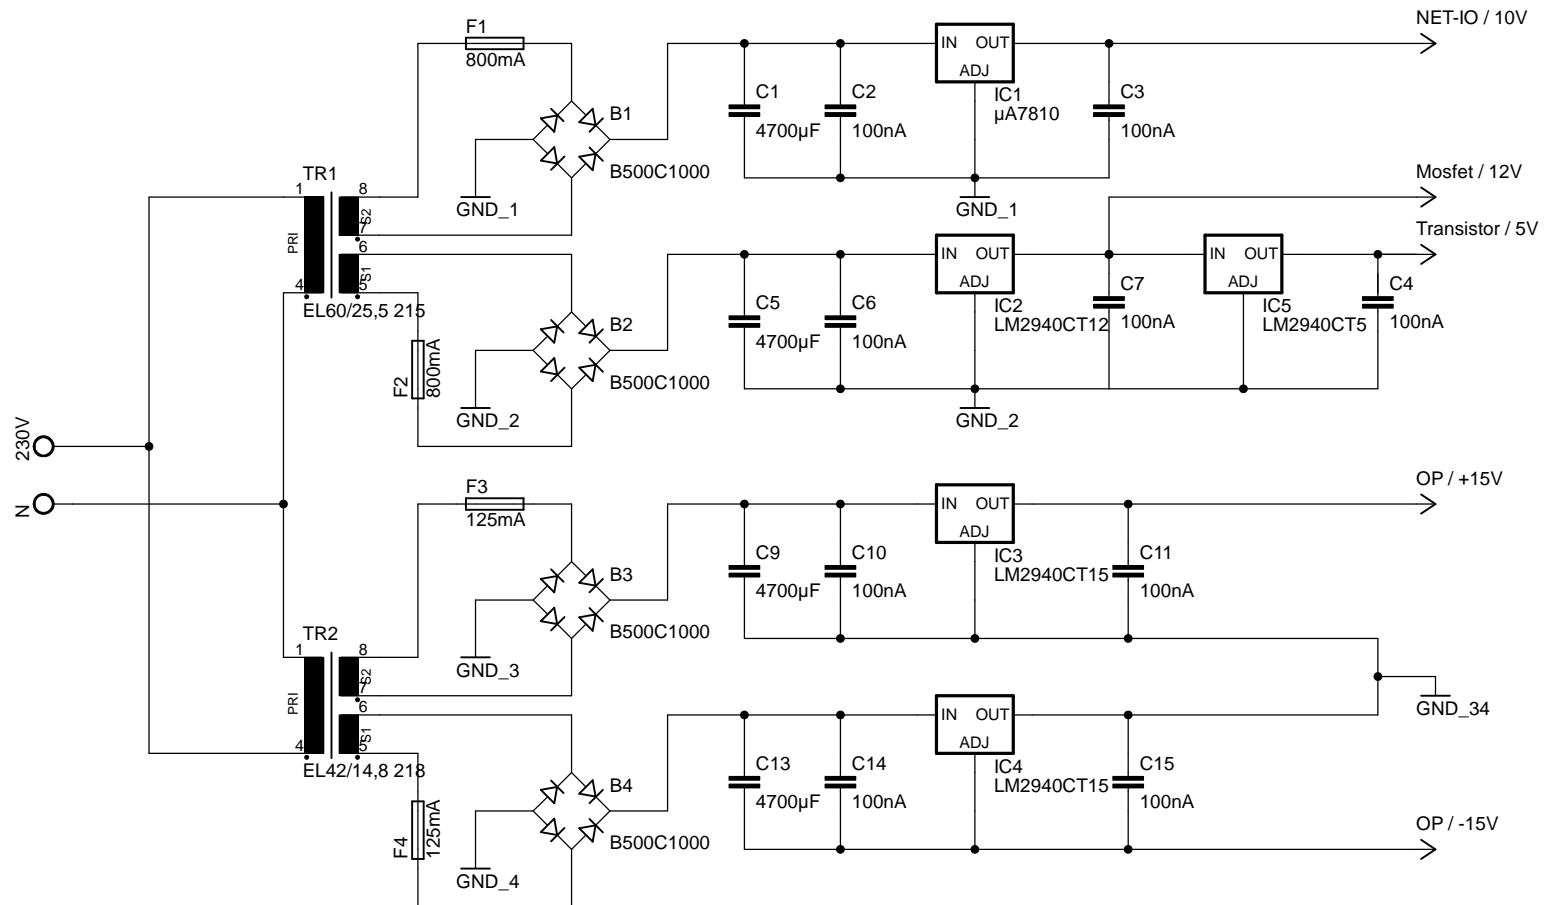 NET-IO / 10V
F1
800mA
IN OUT
ADJ
C1
4700µF
C2
100nA
IC1
µA7810
C3
100nA
B1
B500C1000
GND_1
GND_1
Mosfet / 12V
Transistor / 5V
TR1
1
8
PRI
S2
7
6
S1
4
5
EL60/25,5 215
IN OUT
ADJ
IN OUT
ADJ
C5
4700µF
C6
100nA
IC2
LM2940CT12
C7
100nA
IC5
LM2940CT5
C4
100nA
B2
B500C1000
F2
800mA
GND_2
GND_2
230V
N
OP / +15V
F3
125mA
IN OUT
ADJ
C9
4700µF
C10
100nA
IC3
LM2940CT15
C11
100nA
B3
B500C1000
GND_3
TR2
1
8
PRI
S2
7
6
S1
4
5
EL42/14,8 218
GND_34
IN OUT
ADJ
C13
4700µF
C14
100nA
IC4
LM2940CT15
C15
100nA
B4
B500C1000
F4
125mA
GND_4
OP / -15V